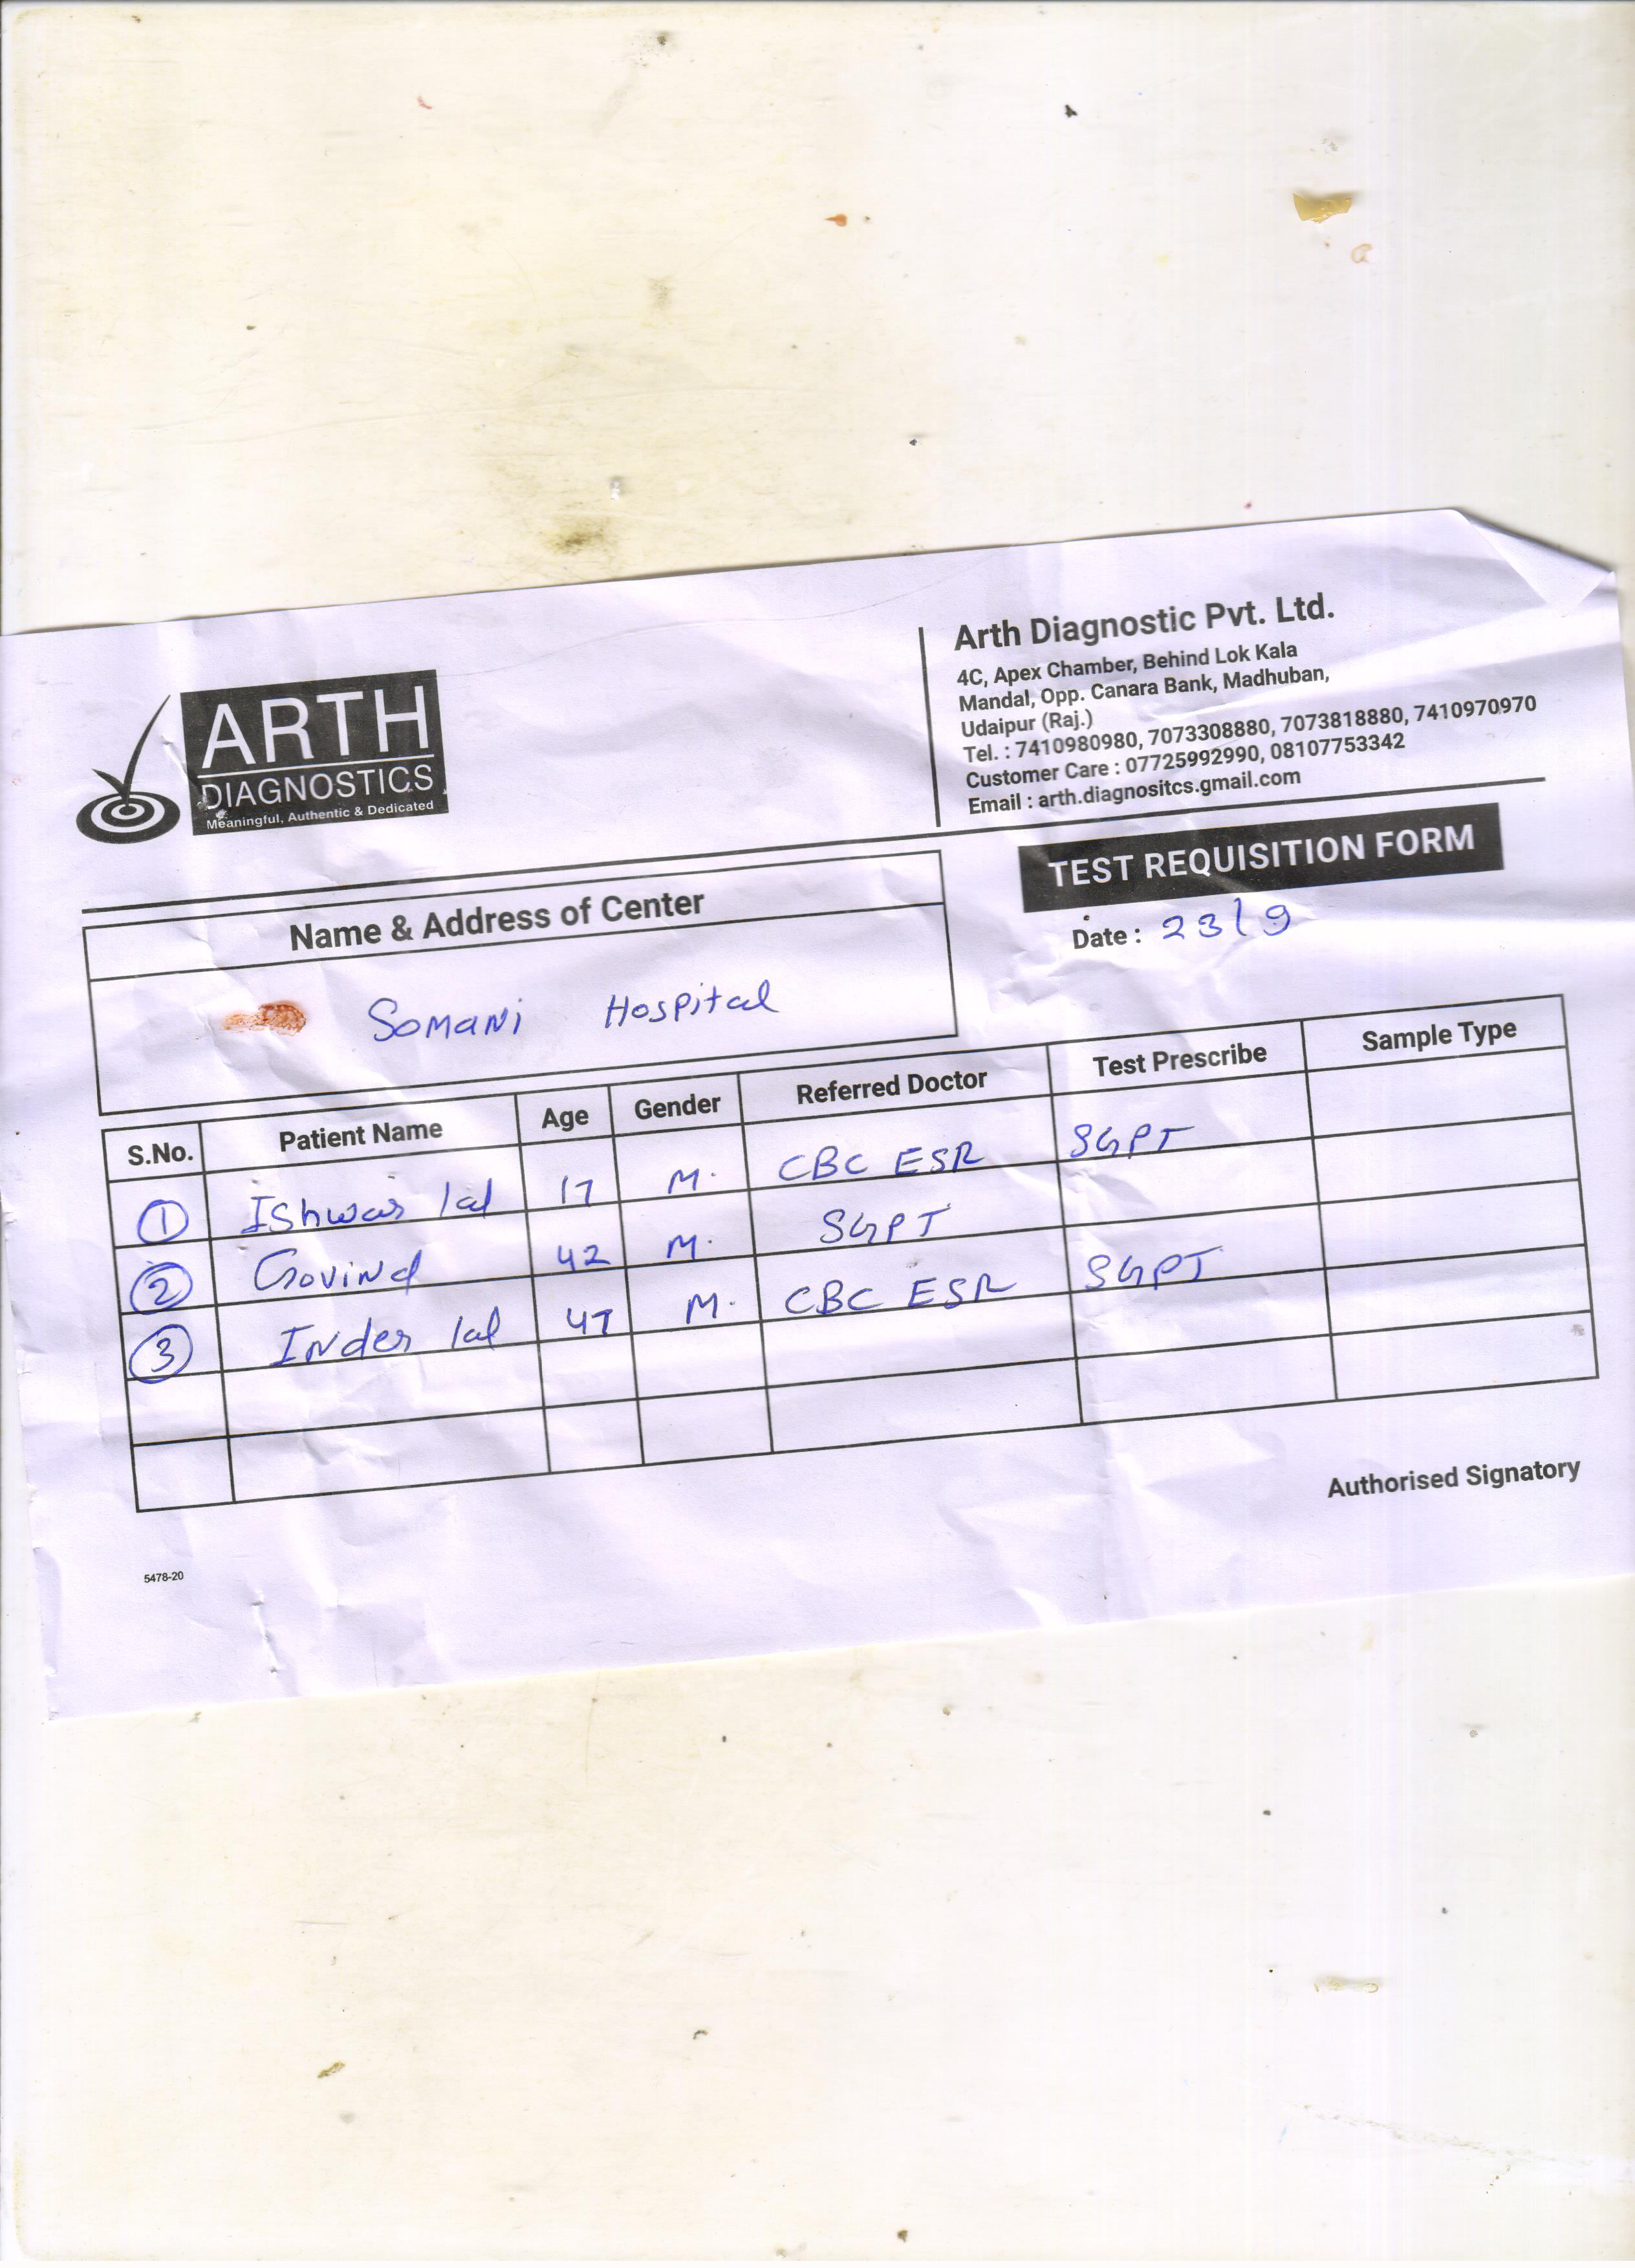 ARTH
DIAGNOSTICS
Meaningful, Authentic & Dedicated
Arth Diagnostic Pvt. Ltd.
4C, Apex Chamber, Behind Lok Kala
Mandal, Opp. Canara Bank, Madhuban,
Udaipur (Raj.)
Tel. : 7410980980, 7073308880, 7073818880, 7410970970
Customer Care : 07725992990, 08107753342
Email : arth.diagnositcs.gmail.com
TEST REQUISITION FORM
Date : 23/9
Name & Address of Center
Somani Hospital
S.No. Patient Name Age Gender Referred Doctor Test Prescribe Sample Type
1 Ishwar lal 17 M. CBC ESR SGPT
2 Govind 42 M. SGPT
3 Inder lal 47 M. CBC ESR SGPT
Authorised Signatory
5478-20